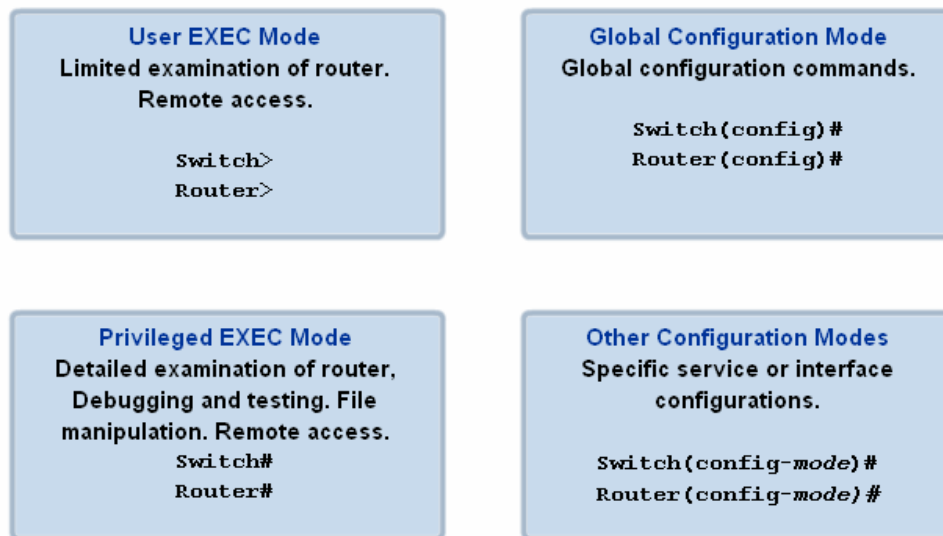 User EXEC Mode
Limited examination of router.
Remote access.
Switch>
Router>
Global Configuration Mode
Global configuration commands.
Switch(config)#
Router(config)#
Privileged EXEC Mode
Detailed examination of router,
Debugging and testing. File
manipulation. Remote access.
Switch#
Router#
Other Configuration Modes
Specific service or interface
configurations.
Switch(config-mode)#
Router(config-mode)#